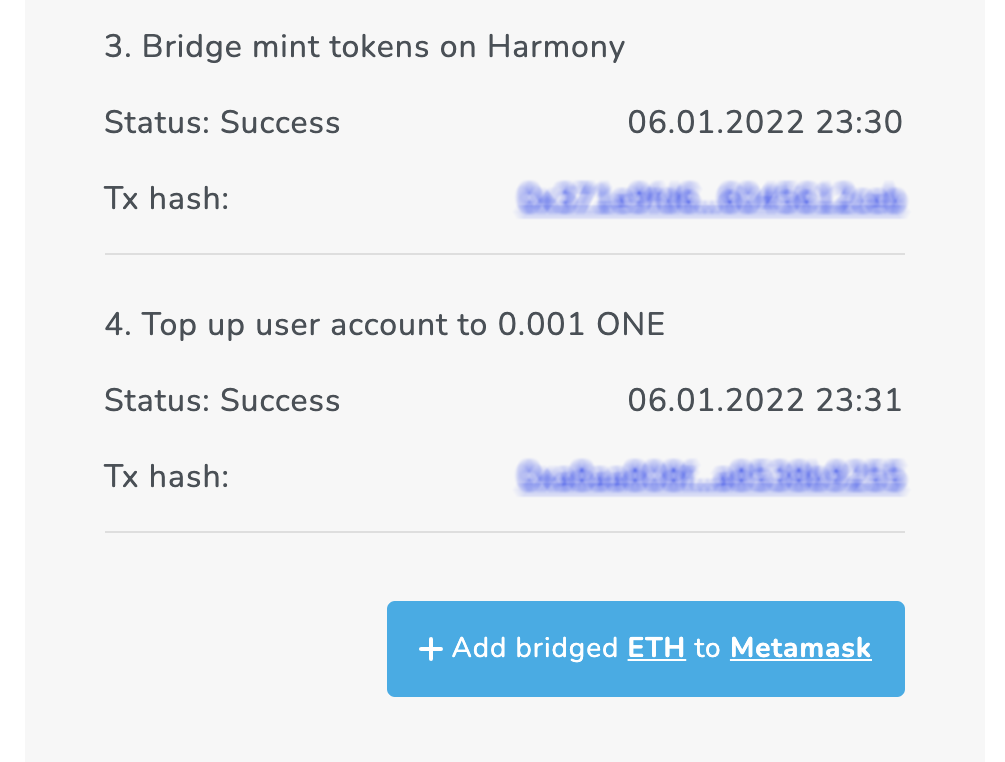 3. Bridge mint tokens on Harmony
Status: Success 06.01.2022 23:30
Tx hash:
4. Top up user account to 0.001 ONE
Status: Success 06.01.2022 23:31
Tx hash:
+ Add bridged ETH to Metamask